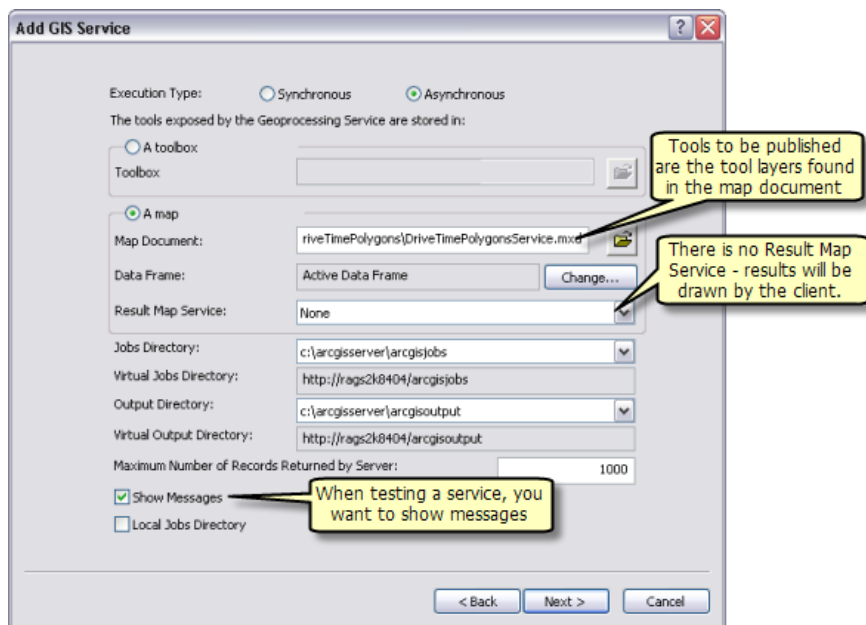 Add GIS Service
Execution Type: Synchronous Asynchronous
The tools exposed by the Geoprocessing Service are stored in:
A toolbox
Toolbox
Tools to be published
are the tool layers found
in the map document
A map
Map Document: riveTimePolygons\DriveTimePolygonsService.mxd
There is no Result Map
Service - results will be
drawn by the client.
Data Frame: Active Data Frame Change...
Result Map Service: None
Jobs Directory: c:\arcgisserver\arcgisjobs
Virtual Jobs Directory: http://rags2k8404/arcgisjobs
Output Directory: c:\arcgisserver\arcgisoutput
Virtual Output Directory: http://rags2k8404/arcgisoutput
Maximum Number of Records Returned by Server: 1000
Show Messages
When testing a service, you
want to show messages
Local Jobs Directory
< Back Next > Cancel